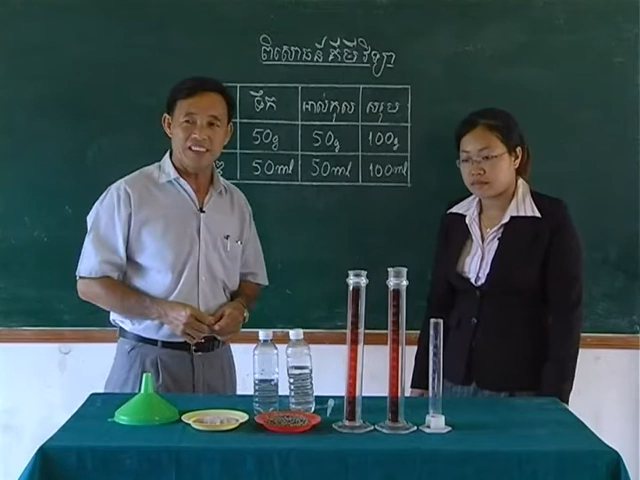 ពិសោធន៍ គីមីវិទ្យា
ទឹក អាល់កុល សរុប
50g 50g 100g
50ml 50ml 100ml